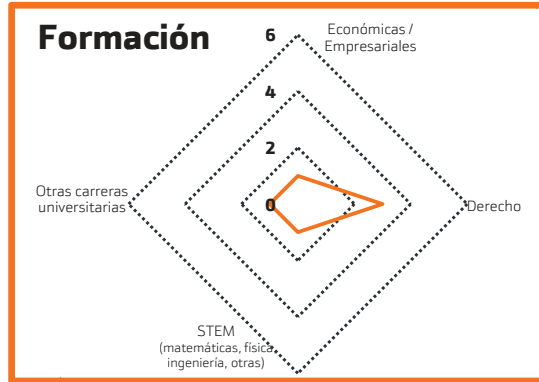 Formación
6
Económicas /
Empresariales
4
2
Otras carreras
universitarias
0
Derecho
STEM
(matemáticas, física,
ingeniería, otras)